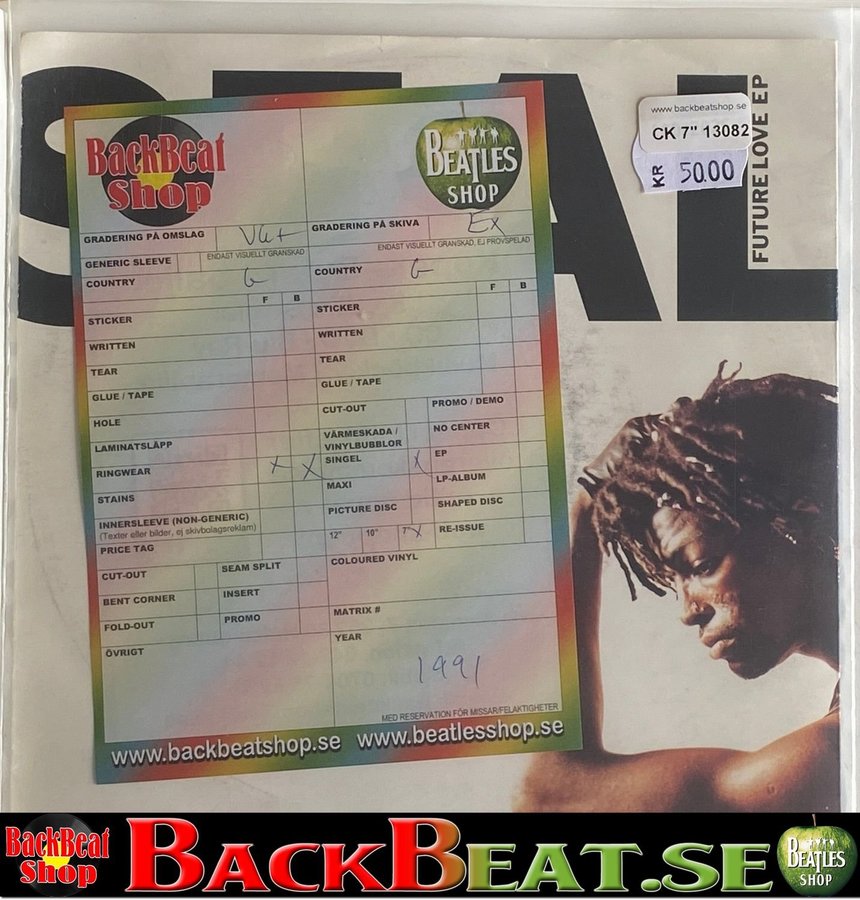 SEAL
FUTURE LOVE EP
www.backbeatshop.se
CK 7" 13082
KR 50.00
BackBeat
Shop
BEATLES
SHOP
GRADERING PÅ OMSLAG VG+
ENDAST VISUELLT GRANSKAD
GENERIC SLEEVE
COUNTRY G
F B
STICKER
WRITTEN
TEAR
GLUE / TAPE
HOLE
LAMINATSLÄPP
RINGWEAR X X
STAINS
INNERSLEEVE (NON-GENERIC)
(Texter eller bilder, ej skivbolagsreklam)
PRICE TAG
CUT-OUT SEAM SPLIT
BENT CORNER INSERT
FOLD-OUT PROMO
ÖVRIGT
GRADERING PÅ SKIVA Ex
ENDAST VISUELLT GRANSKAD, EJ PROVSPELAD
COUNTRY G
F B
STICKER
WRITTEN
TEAR
GLUE / TAPE
CUT-OUT PROMO / DEMO
VÄRMESKADA /
VINYLBUBBLOR NO CENTER
SINGEL X EP
MAXI LP-ALBUM
PICTURE DISC SHAPED DISC
12" 10" 7" X RE-ISSUE
COLOURED VINYL
MATRIX #
YEAR
1991
MED RESERVATION FÖR MISSAR/FELAKTIGHETER
www.backbeatshop.se www.beatlesshop.se
BackBeat
Shop
BACKBEAT.SE
BEATLES
SHOP